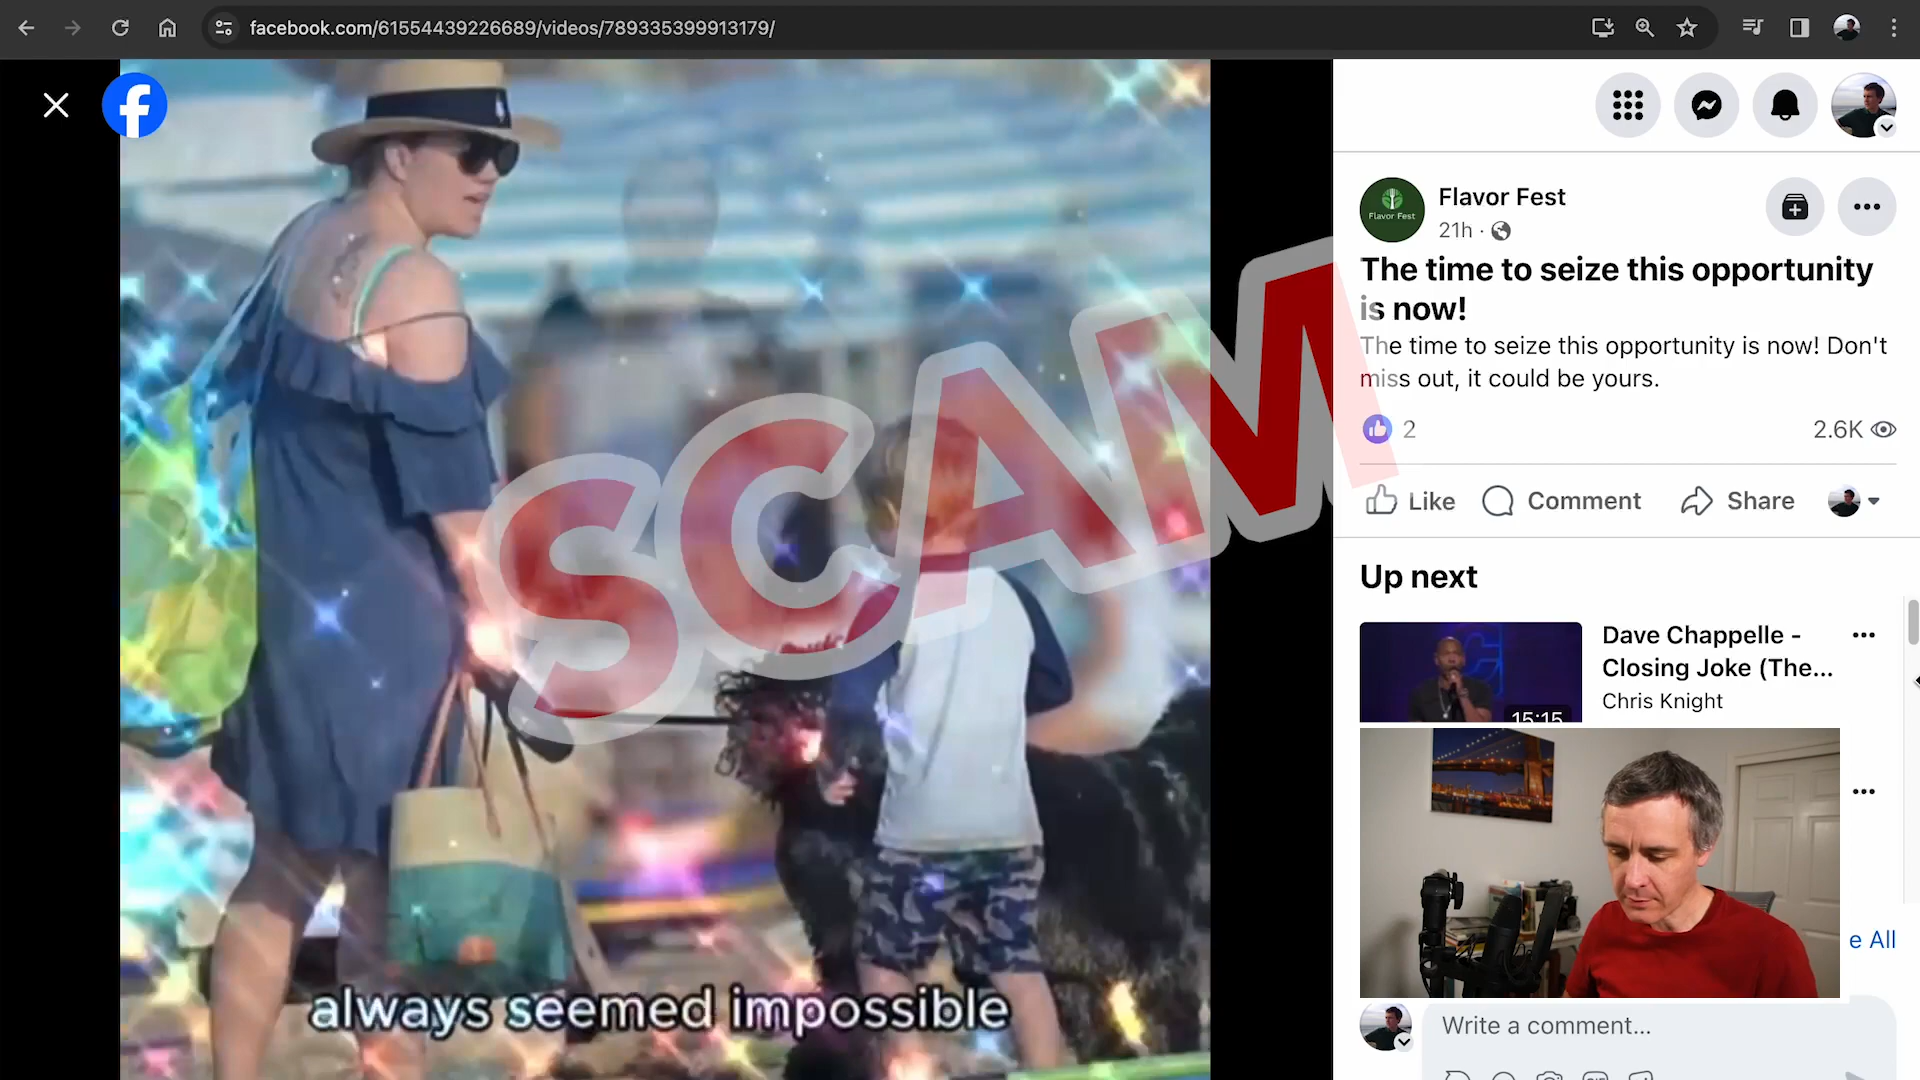 facebook.com/61554439226689/videos/789335399913179/
Flavor Fest
Flavor Fest
21h ·
The time to seize this opportunity
is now!
The time to seize this opportunity is now! Don't
miss out, it could be yours.
2
2.6K
Like
Comment
Share
SCAM
Up next
Dave Chappelle -
Closing Joke (The...
Chris Knight
15:15
e All
always seemed impossible
Write a comment...